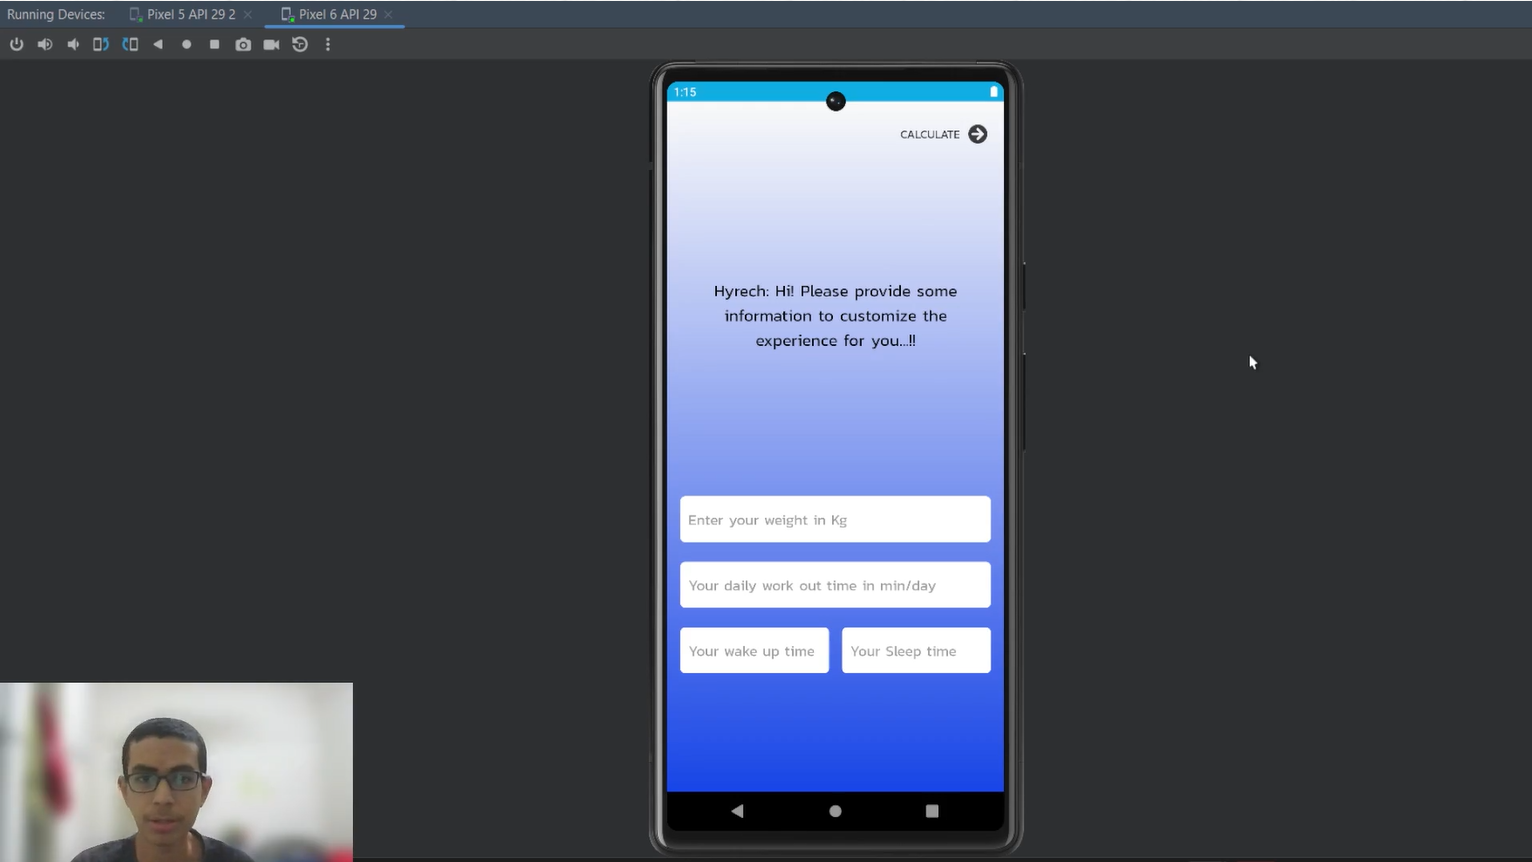 Running Devices: Pixel 5 API 29 2 Pixel 6 API 29
1:15
CALCULATE
Hyrech: Hi! Please provide some
information to customize the
experience for you...!!
Enter your weight in Kg
Your daily work out time in min/day
Your wake up time Your Sleep time